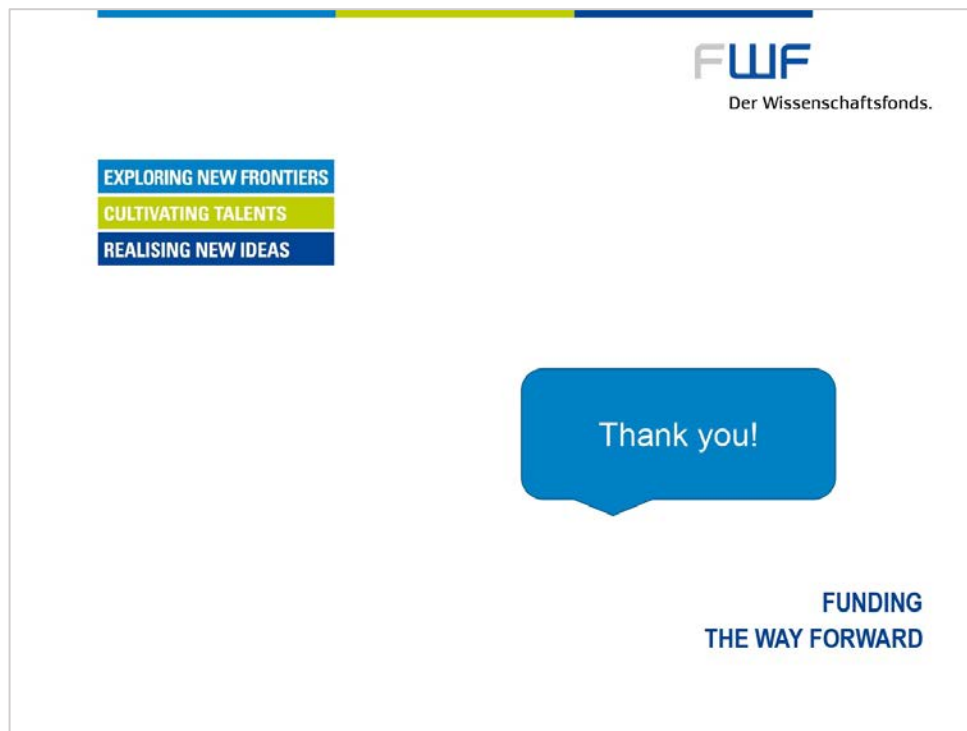 FWF
Der Wissenschaftsfonds.
EXPLORING NEW FRONTIERS
CULTIVATING TALENTS
REALISING NEW IDEAS
Thank you!
FUNDING
THE WAY FORWARD